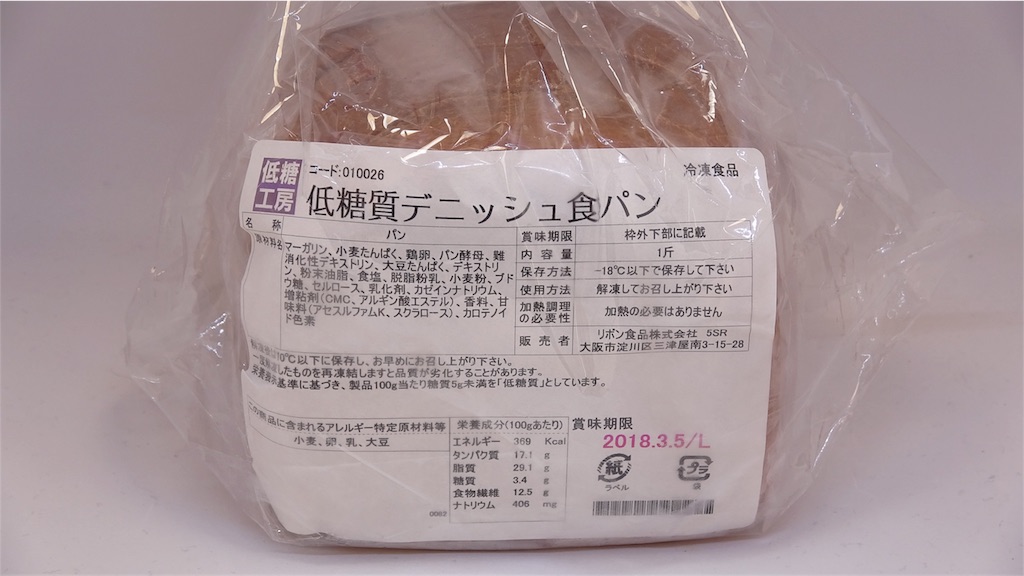 低糖工房
コード:010026
冷凍食品
低糖質デニッシュ食パン
名 称 パン
原材料名 マーガリン、小麦たんぱく、鶏卵、パン酵母、難
消化性デキストリン、大豆たんぱく、デキストリ
ン、粉末油脂、食塩、脱脂粉乳、小麦粉、ブド
ウ糖、セルロース、乳化剤、カゼインナトリウム、
増粘剤(CMC、アルギン酸エステル)、香料、甘
味料(アセスルファムK、スクラロース)、カロテノイ
ド色素
賞味期限 枠外下部に記載
内 容 量 1斤
保存方法 -18℃以下で保存して下さい
使用方法 解凍してお召し上がり下さい
加熱調理の必要性 加熱の必要はありません
販 売 者 リボン食品株式会社 5SR
大阪市淀川区三津屋南3-15-28
10℃以下に保存し、お早めにお召し上がり下さい。
したものを再凍結しますと品質が劣化することがあります。
基準に基づき、製品100g当たり糖質5g未満を「低糖質」としています。
この商品に含まれるアレルギー特定原材料等
小麦、卵、乳、大豆
栄養成分(100gあたり)
エネルギー 369 Kcal
タンパク質 17.1 g
脂質 29.1 g
糖質 3.4 g
食物繊維 12.5 g
ナトリウム 406 mg
0082
賞味期限
2018.3.5/L
紙
ラベル
プラ
袋